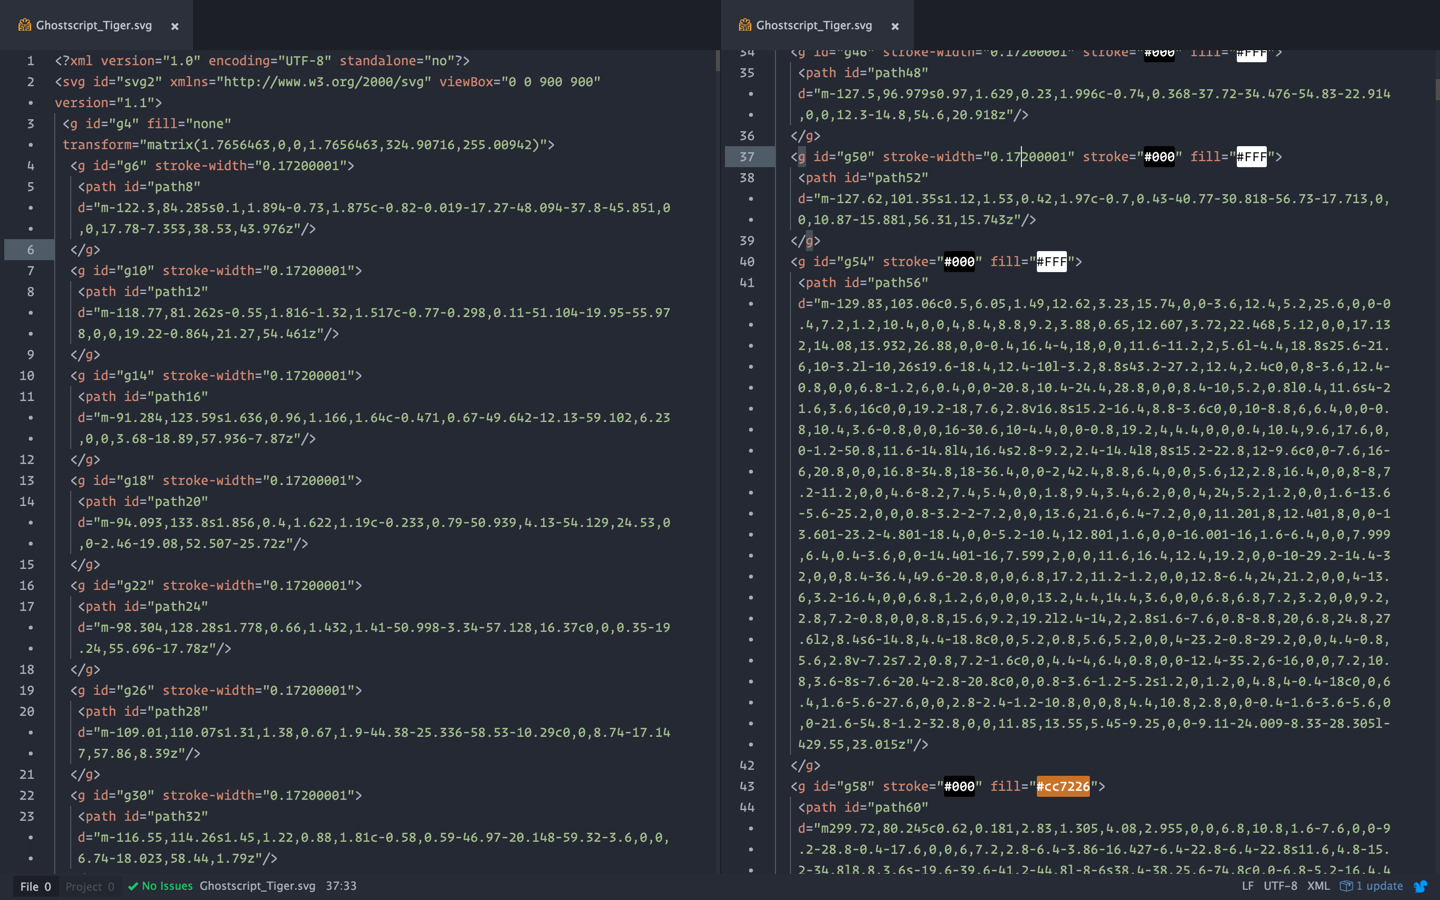 Ghostscript_Tiger.svg ×
1 <?xml version="1.0" encoding="UTF-8" standalone="no"?>
2 <svg id="svg2" xmlns="http://www.w3.org/2000/svg" viewBox="0 0 900 900"
• version="1.1">
3 <g id="g4" fill="none"
• transform="matrix(1.7656463,0,0,1.7656463,324.90716,255.00942)">
4 <g id="g6" stroke-width="0.17200001">
5 <path id="path8"
• d="m-122.3,84.285s0.1,1.894-0.73,1.875c-0.82-0.019-17.27-48.094-37.8-45.851,0
• ,0,17.78-7.353,38.53,43.976z"/>
6 </g>
7 <g id="g10" stroke-width="0.17200001">
8 <path id="path12"
• d="m-118.77,81.262s-0.55,1.816-1.32,1.517c-0.77-0.298,0.11-51.104-19.95-55.97
• 8,0,0,19.22-0.864,21.27,54.461z"/>
9 </g>
10 <g id="g14" stroke-width="0.17200001">
11 <path id="path16"
• d="m-91.284,123.59s1.636,0.96,1.166,1.64c-0.471,0.67-49.642-12.13-59.102,6.23
• ,0,0,3.68-18.89,57.936-7.87z"/>
12 </g>
13 <g id="g18" stroke-width="0.17200001">
14 <path id="path20"
• d="m-94.093,133.8s1.856,0.4,1.622,1.19c-0.233,0.79-50.939,4.13-54.129,24.53,0
• ,0-2.46-19.08,52.507-25.72z"/>
15 </g>
16 <g id="g22" stroke-width="0.17200001">
17 <path id="path24"
• d="m-98.304,128.28s1.778,0.66,1.432,1.41-50.998-3.34-57.128,16.37c0,0,0.35-19
• .24,55.696-17.78z"/>
18 </g>
19 <g id="g26" stroke-width="0.17200001">
20 <path id="path28"
• d="m-109.01,110.07s1.31,1.38,0.67,1.9-44.38-25.336-58.53-10.29c0,0,8.74-17.14
• 7,57.86,8.39z"/>
21 </g>
22 <g id="g30" stroke-width="0.17200001">
23 <path id="path32"
• d="m-116.55,114.26s1.45,1.22,0.88,1.81c-0.58,0.59-46.97-20.148-59.32-3.6,0,0,
• 6.74-18.023,58.44,1.79z"/>
Ghostscript_Tiger.svg ×
34 <g id="g46" stroke-width="0.17200001" stroke="#000" fill="#FFF">
35 <path id="path48"
• d="m-127.5,96.979s0.97,1.629,0.23,1.996c-0.74,0.368-37.72-34.476-54.83-22.914
• ,0,0,12.3-14.8,54.6,20.918z"/>
36 </g>
37 <g id="g50" stroke-width="0.17200001" stroke="#000" fill="#FFF">
38 <path id="path52"
• d="m-127.62,101.35s1.12,1.53,0.42,1.97c-0.7,0.43-40.77-30.818-56.73-17.713,0,
• 0,10.87-15.881,56.31,15.743z"/>
39 </g>
40 <g id="g54" stroke="#000" fill="#FFF">
41 <path id="path56"
• d="m-129.83,103.06c0.5,6.05,1.49,12.62,3.23,15.74,0,0-3.6,12.4,5.2,25.6,0,0-0
• .4,7.2,1.2,10.4,0,0,4,8.4,8.8,9.2,3.88,0.65,12.607,3.72,22.468,5.12,0,0,17.13
• 2,14.08,13.932,26.88,0,0-0.4,16.4-4,18,0,0,11.6-11.2,2,5.6l-4.4,18.8s25.6-21.
• 6,10-3.2l-10,26s19.6-18.4,12.4-10l-3.2,8.8s43.2-27.2,12.4,2.4c0,0,8-3.6,12.4-
• 0.8,0,0,6.8-1.2,6,0.4,0,0-20.8,10.4-24.4,28.8,0,0,8.4-10,5.2,0.8l0.4,11.6s4-2
• 1.6,3.6,16c0,0,19.2-18,7.6,2.8v16.8s15.2-16.4,8.8-3.6c0,0,10-8.8,6,6.4,0,0-0.
• 8,10.4,3.6-0.8,0,0,16-30.6,10-4.4,0,0-0.8,19.2,4,4.4,0,0,0.4,10.4,9.6,17.6,0,
• 0-1.2-50.8,11.6-14.8l4,16.4s2.8-9.2,2.4-14.4l8,8s15.2-22.8,12-9.6c0,0-7.6,16-
• 6,20.8,0,0,16.8-34.8,18-36.4,0,0-2,42.4,8.8,6.4,0,0,5.6,12,2.8,16.4,0,0,8-8,7
• .2-11.2,0,0,4.6-8.2,7.4,5.4,0,0,1.8,9.4,3.4,6.2,0,0,4,24,5.2,1.2,0,0,1.6-13.6
• -5.6-25.2,0,0,0.8-3.2-2-7.2,0,0,13.6,21.6,6.4-7.2,0,0,11.201,8,12.401,8,0,0-1
• 3.601-23.2-4.801-18.4,0,0-5.2-10.4,12.801,1.6,0,0-16.001-16,1.6-6.4,0,0,7.999
• ,6.4,0.4-3.6,0,0-14.401-16,7.599,2,0,0,11.6,16.4,12.4,19.2,0,0-10-29.2-14.4-3
• 2,0,0,8.4-36.4,49.6-20.8,0,0,6.8,17.2,11.2-1.2,0,0,12.8-6.4,24,21.2,0,0,4-13.
• 6,3.2-16.4,0,0,6.8,1.2,6,0,0,0,13.2,4.4,14.4,3.6,0,0,6.8,6.8,7.2,3.2,0,0,9.2,
• 2.8,7.2-0.8,0,0,8.8,15.6,9.2,19.2l2.4-14,2,2.8s1.6-7.6,0.8-8.8,20,6.8,24.8,27
• .6l2,8.4s6-14.8,4.4-18.8c0,0,5.2,0.8,5.6,5.2,0,0,4-23.2-0.8-29.2,0,0,4.4-0.8,
• 5.6,2.8v-7.2s7.2,0.8,7.2-1.6c0,0,4.4-4,6.4,0.8,0,0-12.4-35.2,6-16,0,0,7.2,10.
• 8,3.6-8s-7.6-20.4-2.8-20.8c0,0,0.8-3.6-1.2-5.2s1.2,0,1.2,0,4.8,4-0.4-18c0,0,6
• .4,1.6-5.6-27.6,0,0,2.8-2.4-1.2-10.8,0,0,8,4.4,10.8,2.8,0,0-0.4-1.6-3.6-5.6,0
• ,0-21.6-54.8-1.2-32.8,0,0,11.85,13.55,5.45-9.25,0,0-9.11-24.009-8.33-28.305l-
• 429.55,23.015z"/>
42 </g>
43 <g id="g58" stroke="#000" fill="#cc7226">
44 <path id="path60"
• d="m299.72,80.245c0.62,0.181,2.83,1.305,4.08,2.955,0,0,6.8,10.8,1.6-7.6,0,0-9
• .2-28.8-0.4-17.6,0,0,6,7.2,2.8-6.4-3.86-16.427-6.4-22.8-6.4-22.8s11.6,4.8-15.
2-34.8l8.8,3.6s-19.6-39.6-41.2-44.8l-8-6s38.4-38,25.6-74.8c0,0-6.8-5.2-16.4,4
File 0 Project 0 No Issues Ghostscript_Tiger.svg 37:33 LF UTF-8 XML 1 update